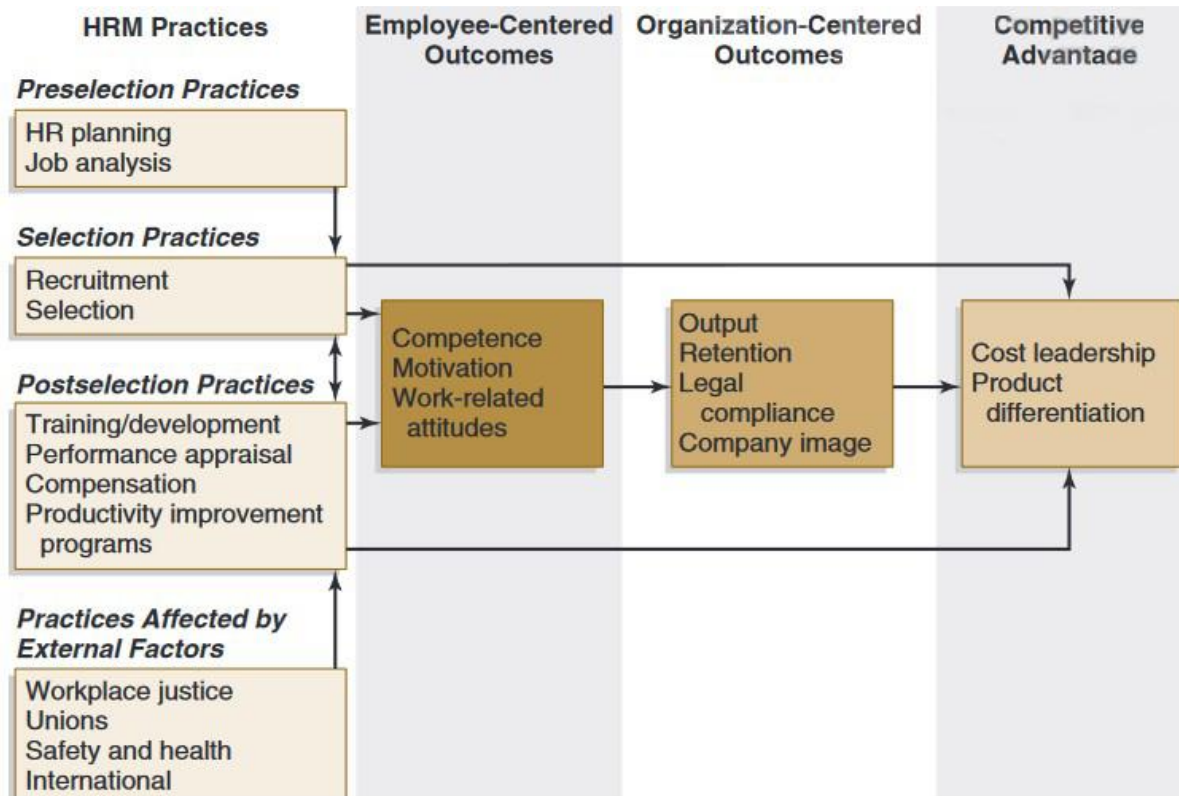 HRM Practices
Employee-Centered
Outcomes
Organization-Centered
Outcomes
Competitive
Advantage
Preselection Practices
HR planning
Job analysis
Selection Practices
Recruitment
Selection
Postselection Practices
Training/development
Performance appraisal
Compensation
Productivity improvement
programs
Practices Affected by
External Factors
Workplace justice
Unions
Safety and health
International
Competence
Motivation
Work-related
attitudes
Output
Retention
Legal
compliance
Company image
Cost leadership
Product
differentiation